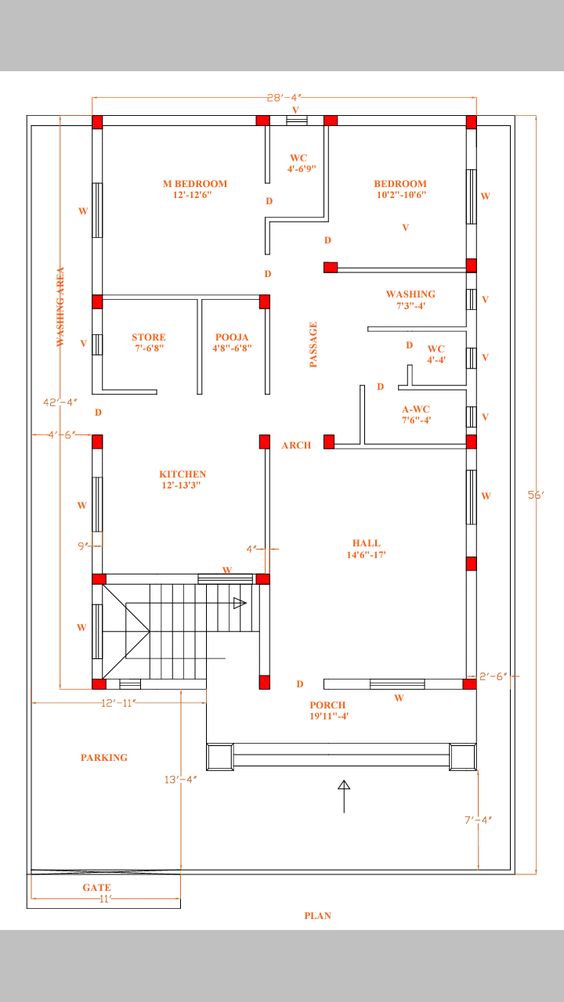 28'-4"
V
WC
4'-6'9"
M BEDROOM
12'-12'6"
BEDROOM
10'2"-10'6"
D
W
W
V
D
D
WASHING AREA
WASHING
7'3"-4'
V
STORE
7'-6'8"
POOJA
4'8"-6'8"
PASSAGE
V
D
WC
4'-4'
V
D
42'-4"
D
A-WC
7'6"-4'
V
4'-6"
ARCH
KITCHEN
12'-13'3"
W
56'
W
HALL
14'6"-17'
9"
4"
W
W
2'-6"
D
12'-11"
PORCH
19'11"-4'
W
PARKING
13'-4"
7'-4"
GATE
11'
PLAN